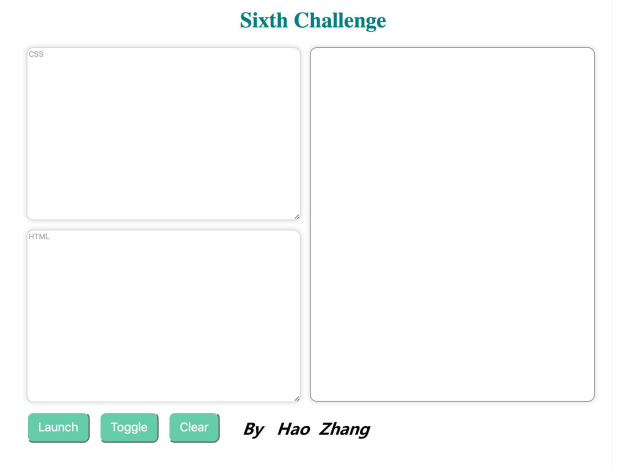 Sixth Challenge
CSS
HTML
Launch Toggle Clear By Hao Zhang